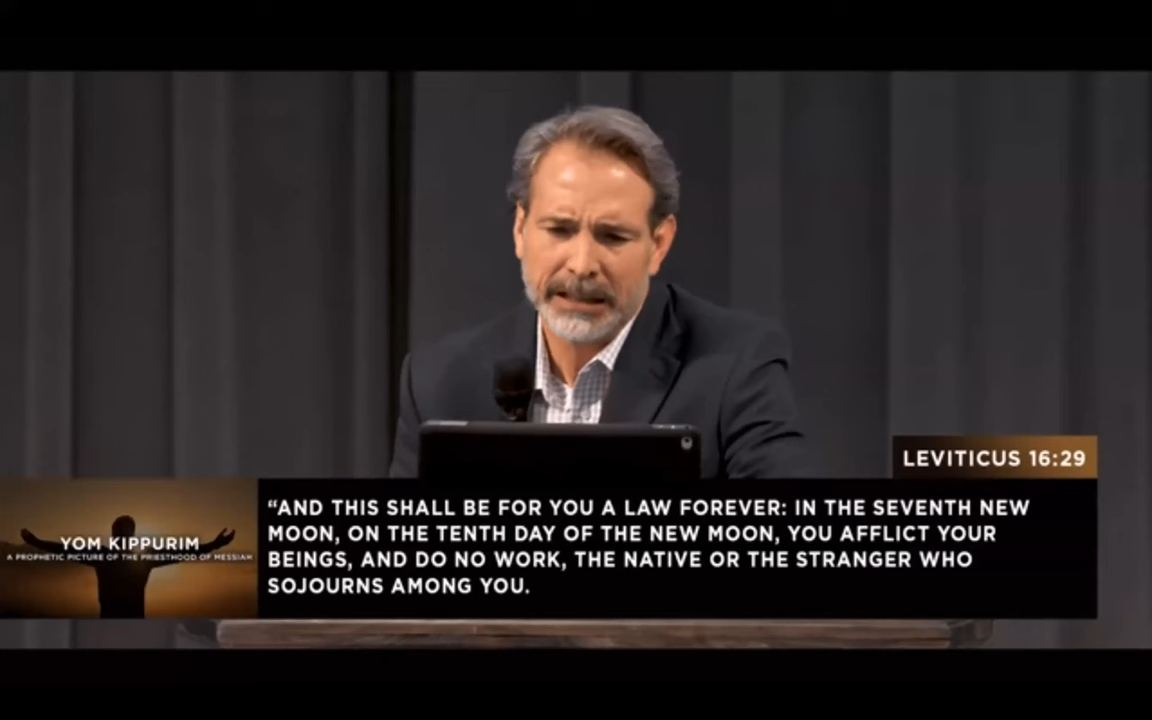 LEVITICUS 16:29
“AND THIS SHALL BE FOR YOU A LAW FOREVER: IN THE SEVENTH NEW
MOON, ON THE TENTH DAY OF THE NEW MOON, YOU AFFLICT YOUR
BEINGS, AND DO NO WORK, THE NATIVE OR THE STRANGER WHO
SOJOURNS AMONG YOU.
YOM KIPPURIM
A PROPHETIC PICTURE OF THE PRIESTHOOD OF MESSIAH